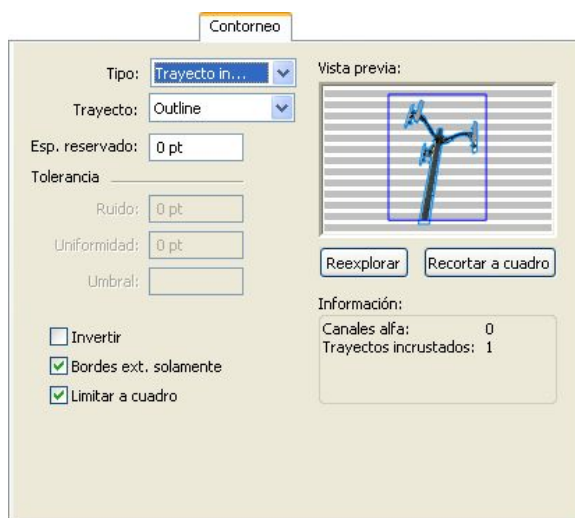 Contorneo
Tipo: Trayecto in...
Trayecto: Outline
Esp. reservado: 0 pt
Tolerancia
Ruido: 0 pt
Uniformidad: 0 pt
Umbral:
Invertir
Bordes ext. solamente
Limitar a cuadro
Vista previa:
Reexplorar
Recortar a cuadro
Información:
Canales alfa: 0
Trayectos incrustados: 1